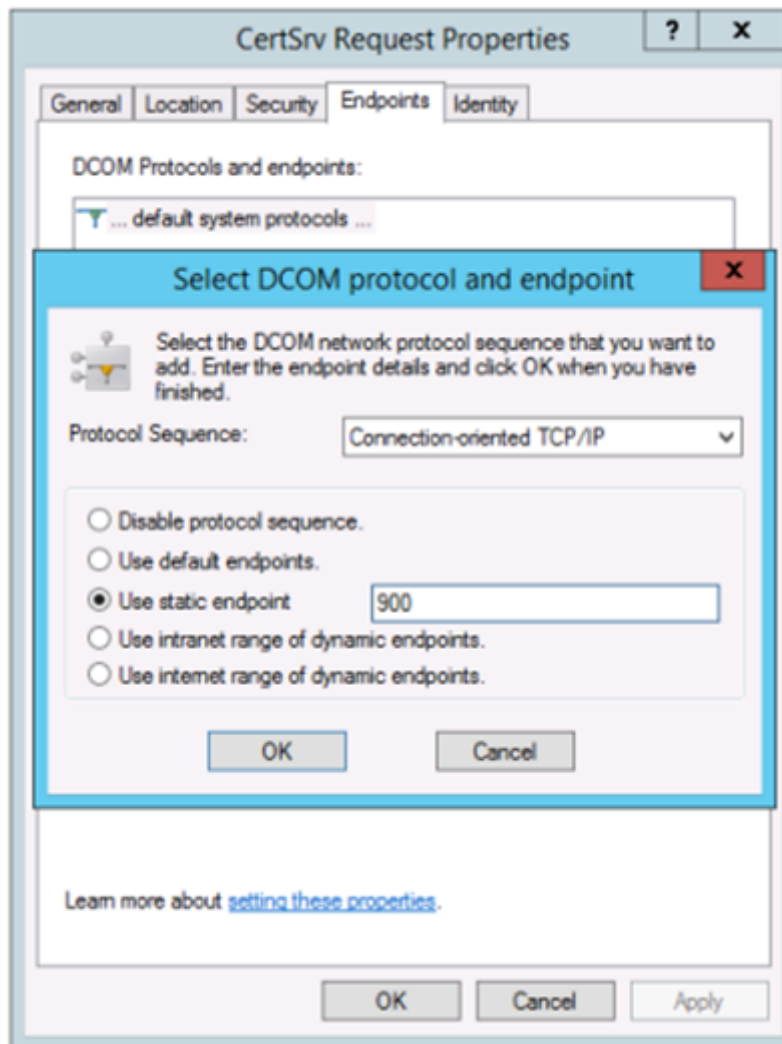 CertSrv Request Properties
? x
General Location Security Endpoints Identity
DCOM Protocols and endpoints:
... default system protocols ...
Select DCOM protocol and endpoint
x
Select the DCOM network protocol sequence that you want to
add. Enter the endpoint details and click OK when you have
finished.
Protocol Sequence: Connection-oriented TCP/IP
Disable protocol sequence.
Use default endpoints.
Use static endpoint 900
Use intranet range of dynamic endpoints.
Use internet range of dynamic endpoints.
OK Cancel
Learn more about setting these properties.
OK Cancel Apply